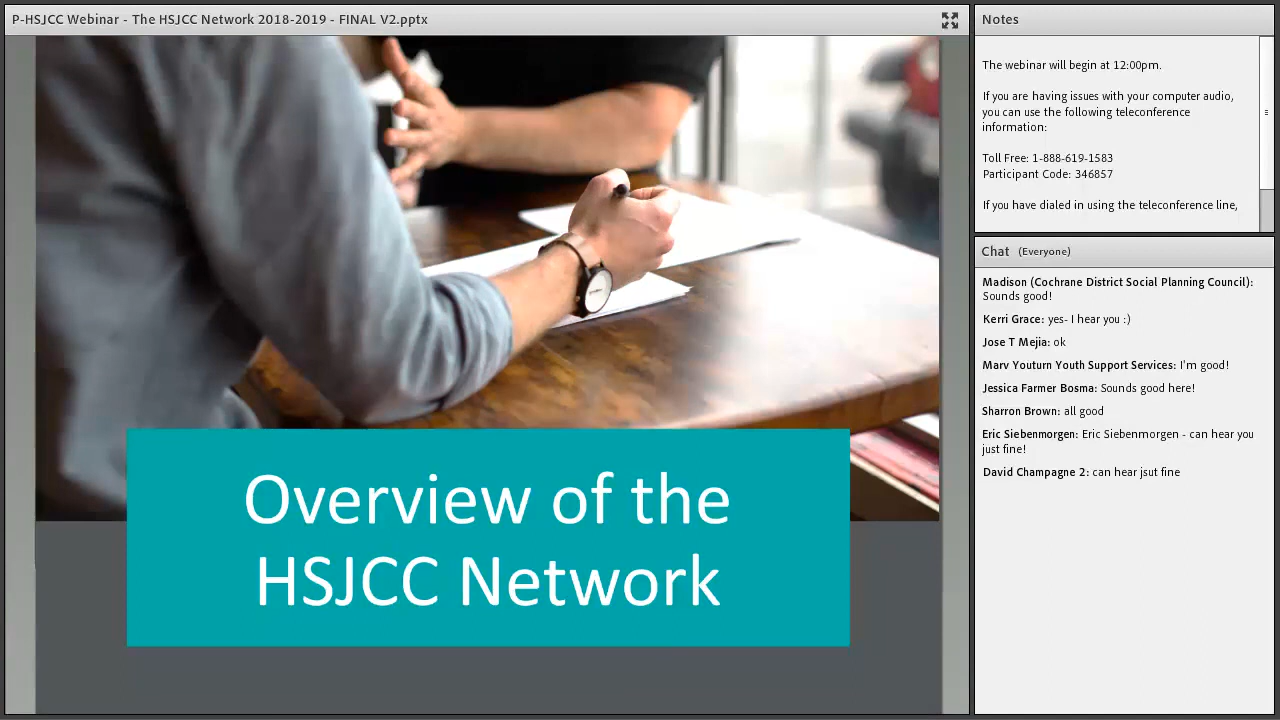 P-HSJCC Webinar - The HSJCC Network 2018-2019 - FINAL V2.pptx
Overview of the
HSJCC Network
Notes
The webinar will begin at 12:00pm.
If you are having issues with your computer audio,
you can use the following teleconference
information:
Toll Free: 1-888-619-1583
Participant Code: 346857
If you have dialed in using the teleconference line,
Chat (Everyone)
Madison (Cochrane District Social Planning Council):
Sounds good!
Kerri Grace: yes- I hear you :)
Jose T Mejia: ok
Marv Youturn Youth Support Services: I'm good!
Jessica Farmer Bosma: Sounds good here!
Sharron Brown: all good
Eric Siebenmorgen: Eric Siebenmorgen - can hear you
just fine!
David Champagne 2: can hear jsut fine